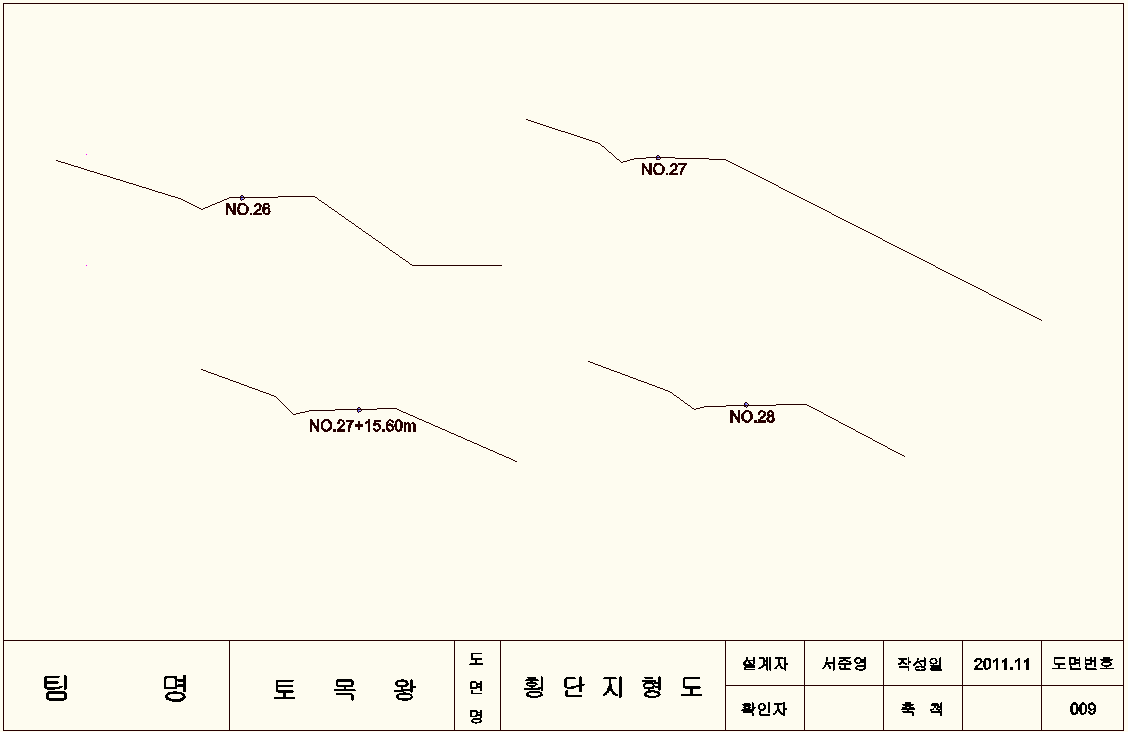 NO.26
NO.27
NO.27+15.60m
NO.28
팀 명
토 목 왕
도
면
명
횡 단 지 형 도
설계자 서준영 작성일 2011.11 도면번호
확인자 축 척 009